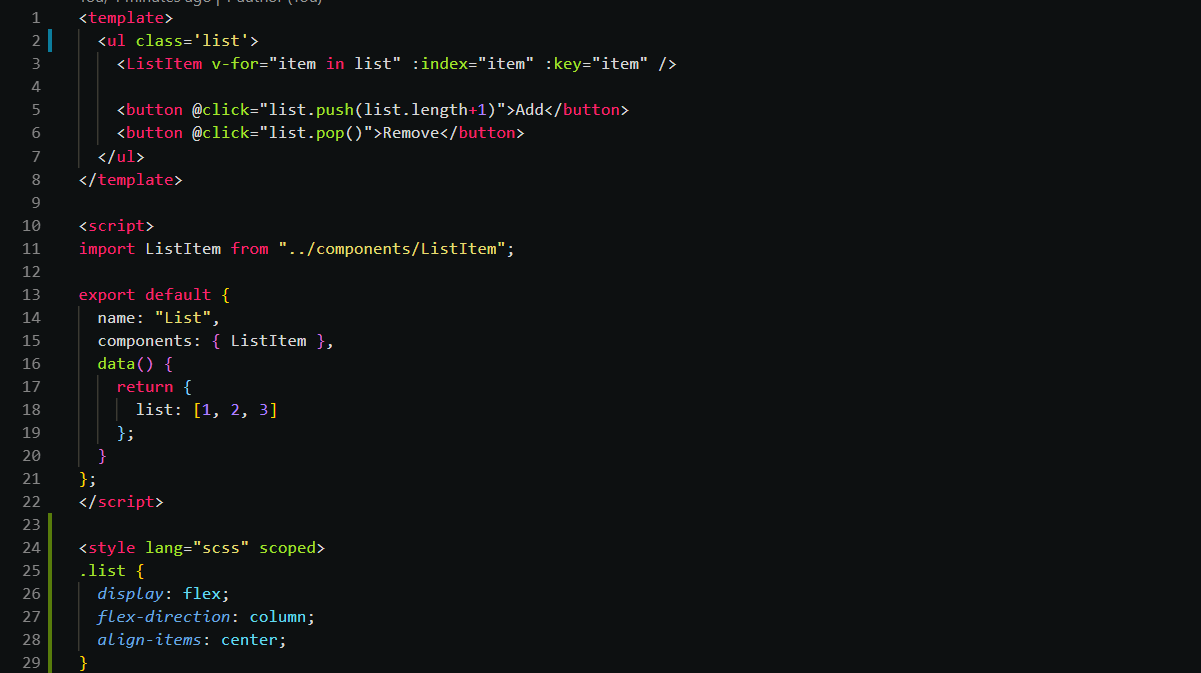 You, 4 minutes ago | 1 author (You)
1 <template>
2   <ul class='list'>
3     <ListItem v-for="item in list" :index="item" :key="item" />
4
5     <button @click="list.push(list.length+1)">Add</button>
6     <button @click="list.pop()">Remove</button>
7   </ul>
8 </template>
9
10 <script>
11 import ListItem from "../components/ListItem";
12
13 export default {
14   name: "List",
15   components: { ListItem },
16   data() {
17     return {
18       list: [1, 2, 3]
19     };
20   }
21 };
22 </script>
23
24 <style lang="scss" scoped>
25 .list {
26   display: flex;
27   flex-direction: column;
28   align-items: center;
29 }